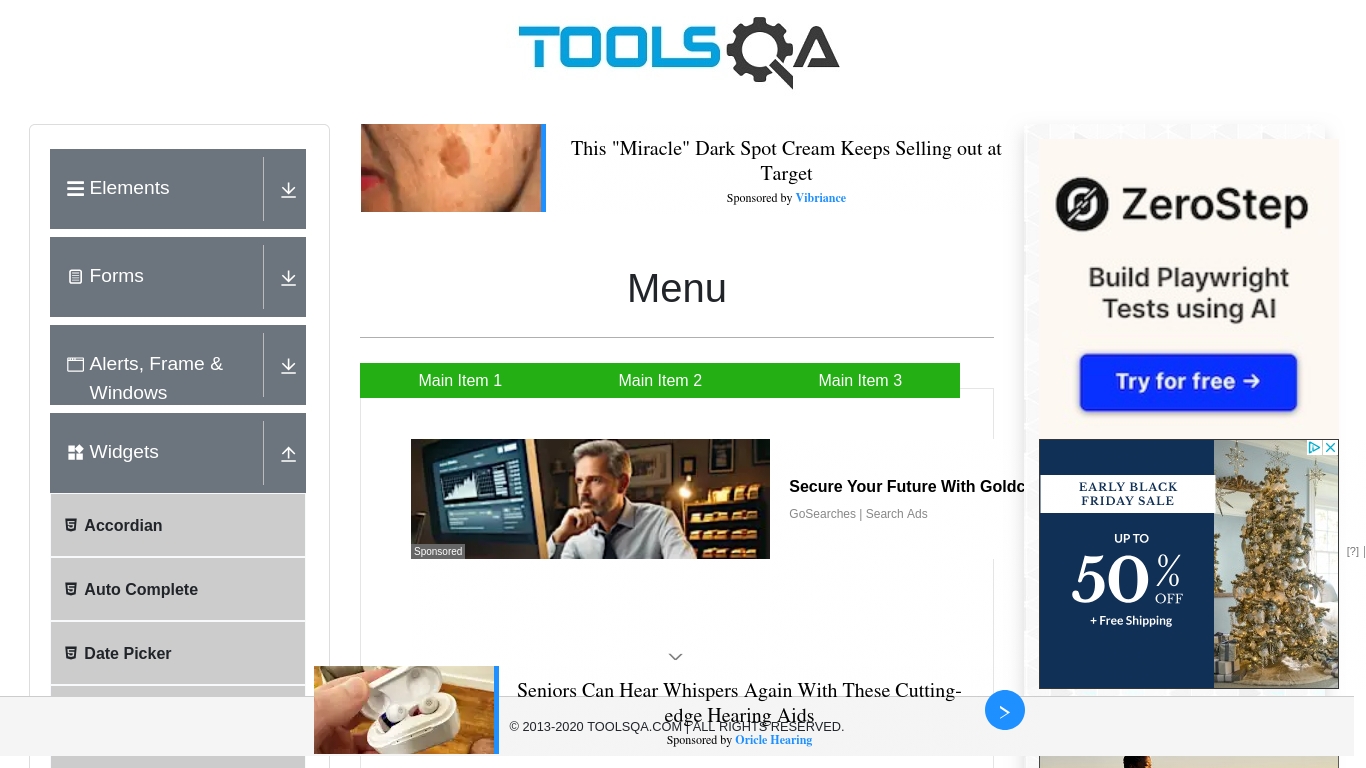 TOOLSQA
Elements
Forms
Alerts, Frame &
Windows
Widgets
Accordian
Auto Complete
Date Picker
This "Miracle" Dark Spot Cream Keeps Selling out at
Target
Sponsored by Vibriance
Menu
Main Item 1
Main Item 2
Main Item 3
Sponsored
Secure Your Future With Goldc
GoSearches | Search Ads
ZeroStep
Build Playwright
Tests using AI
Try for free →
EARLY BLACK
FRIDAY SALE
UP TO
50% OFF
+ Free Shipping
[?]
Seniors Can Hear Whispers Again With These Cutting-
edge Hearing Aids
© 2013-2020 TOOLSQA.COM | ALL RIGHTS RESERVED.
Sponsored by Oricle Hearing